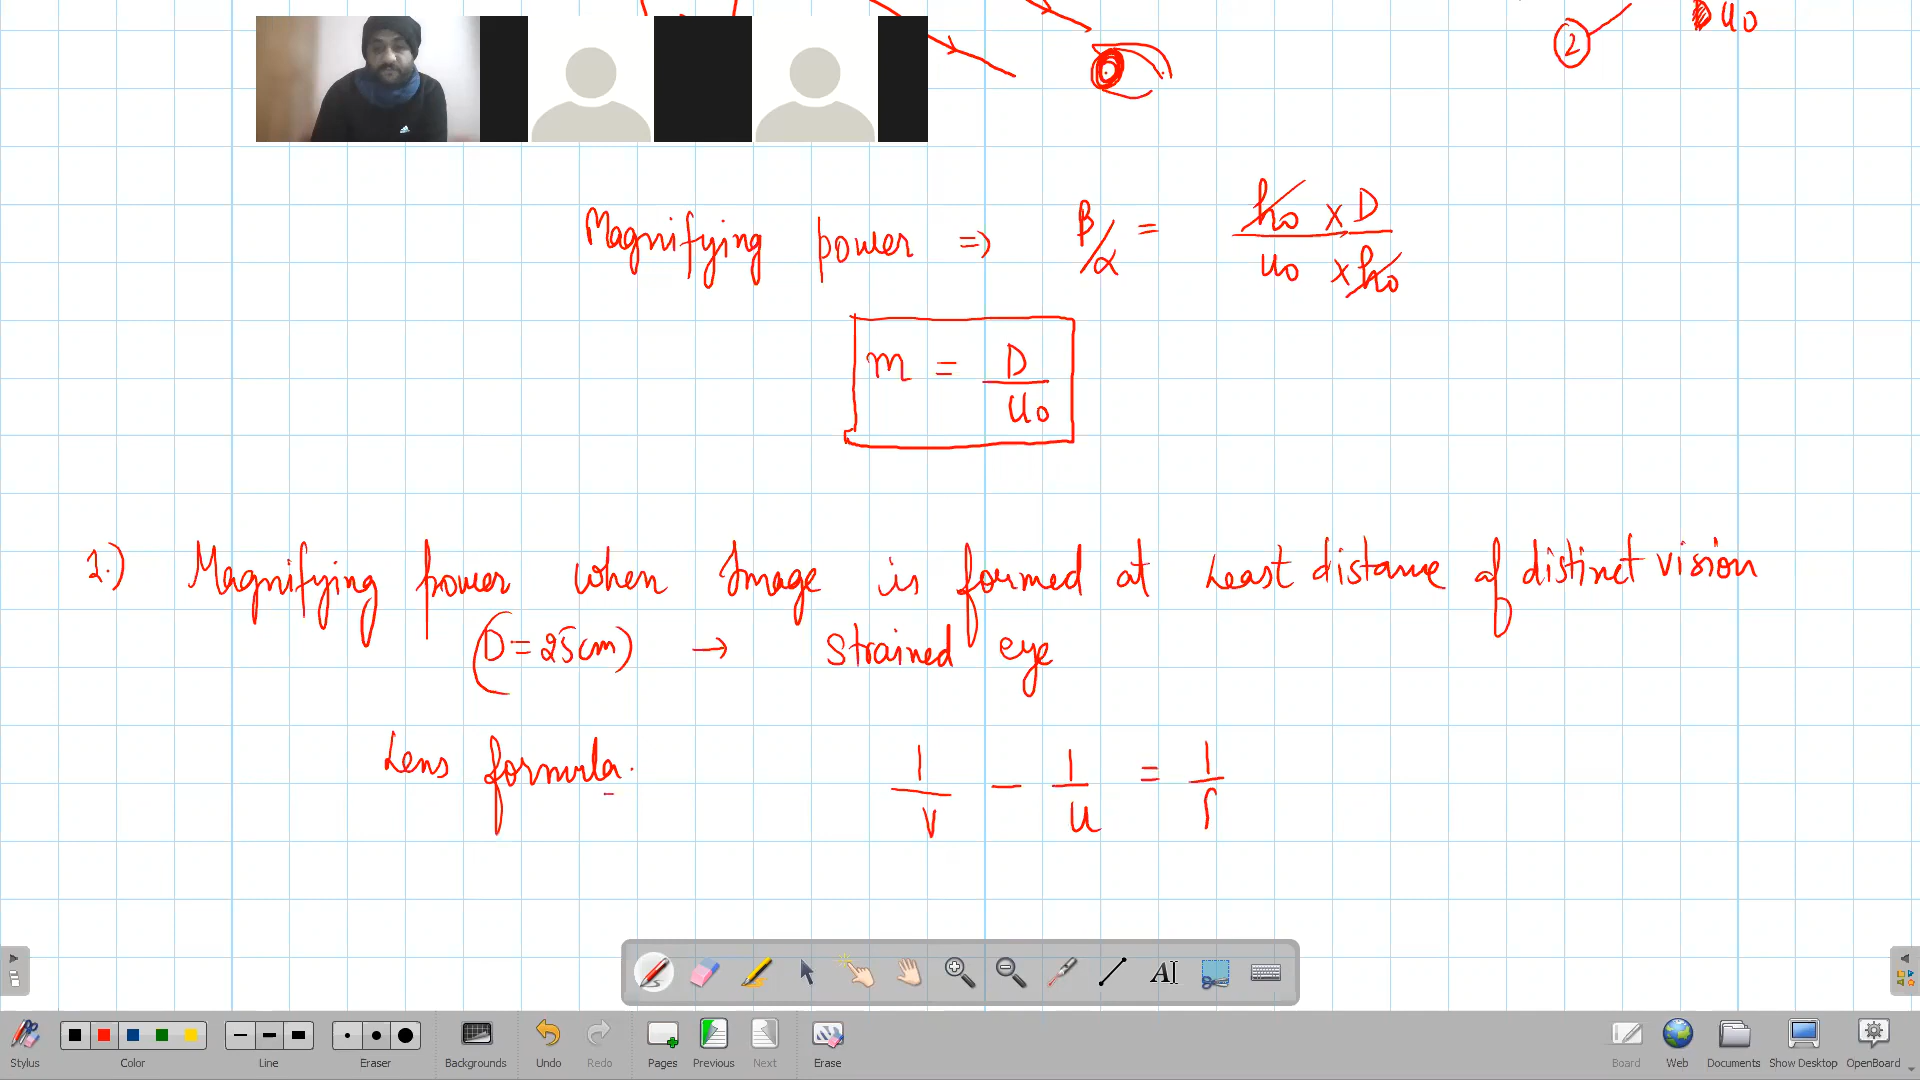 2 u₀
Magnifying power ⇒ β/α = h₀ × D / u₀ × h₀
m = D / u₀
1.) Magnifying power when Image is formed at Least distance of distinct vision
(D = 25cm) → Strained eye
Lens formula. 1/v - 1/u = 1/f
Stylus Color Line Eraser Backgrounds Undo Redo Pages Previous Next Erase Board Web Documents Show Desktop OpenBoard